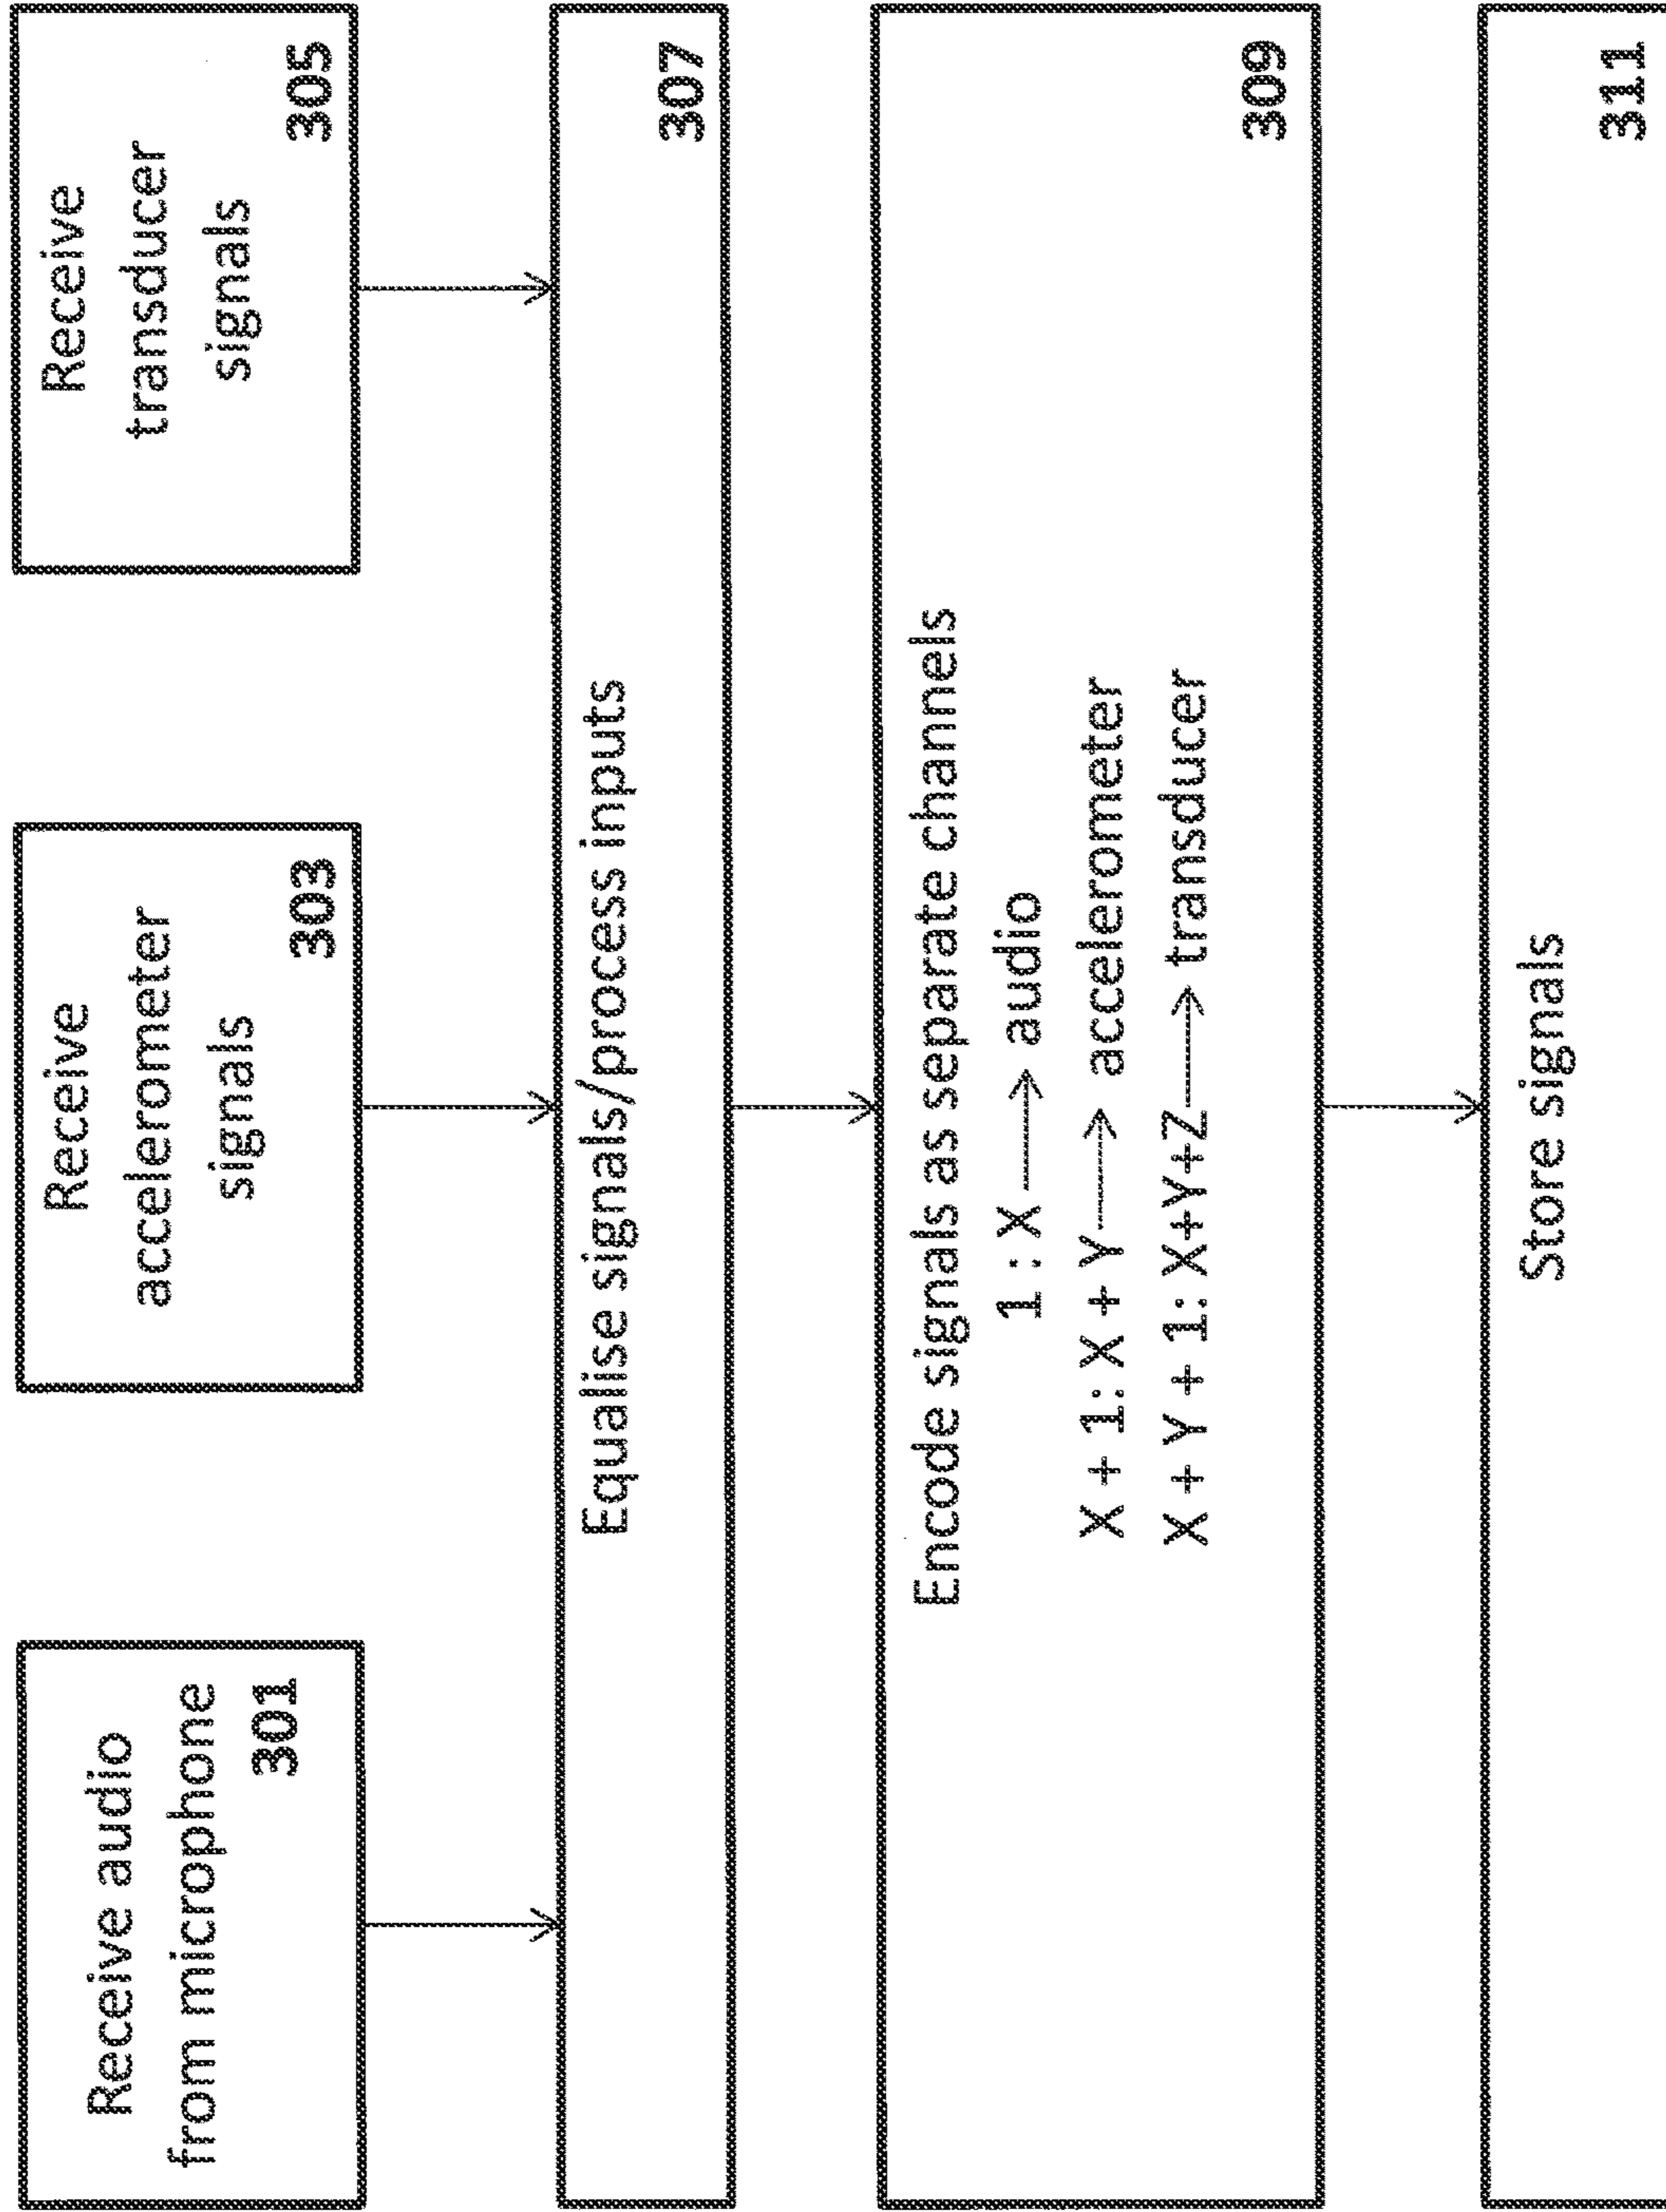 Receive audio
from microphone
301
Receive
accelerometer
signals
303
Receive
transducer
signals
305
Equalise signals/process inputs
307
Encode signals as separate channels
1 : X → audio
X + 1: X + Y → accelerometer
X + Y + 1: X+Y+Z → transducer
309
Store signals
311